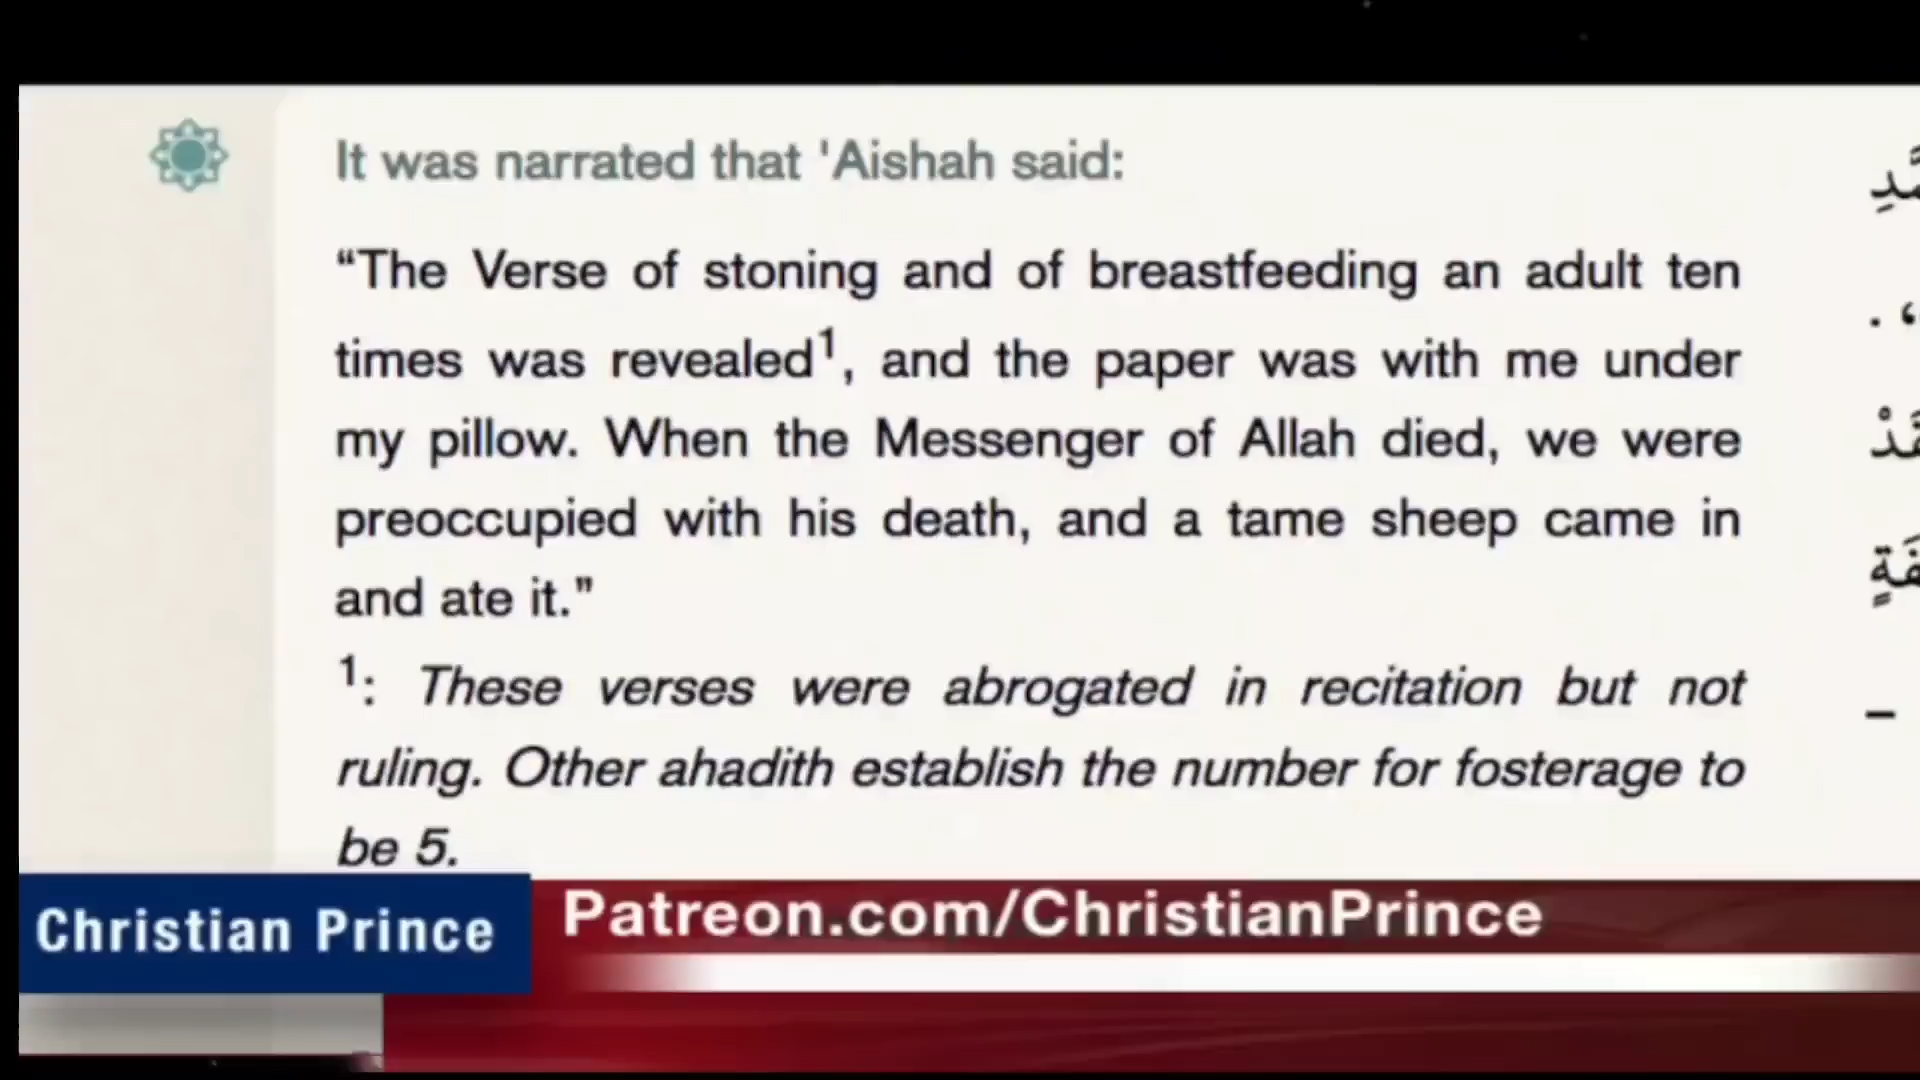 It was narrated that 'Aishah said:
“The Verse of stoning and of breastfeeding an adult ten
times was revealed¹, and the paper was with me under
my pillow. When the Messenger of Allah died, we were
preoccupied with his death, and a tame sheep came in
and ate it.”
¹: These verses were abrogated in recitation but not
ruling. Other ahadith establish the number for fosterage to
be 5.
Christian Prince
Patreon.com/ChristianPrince